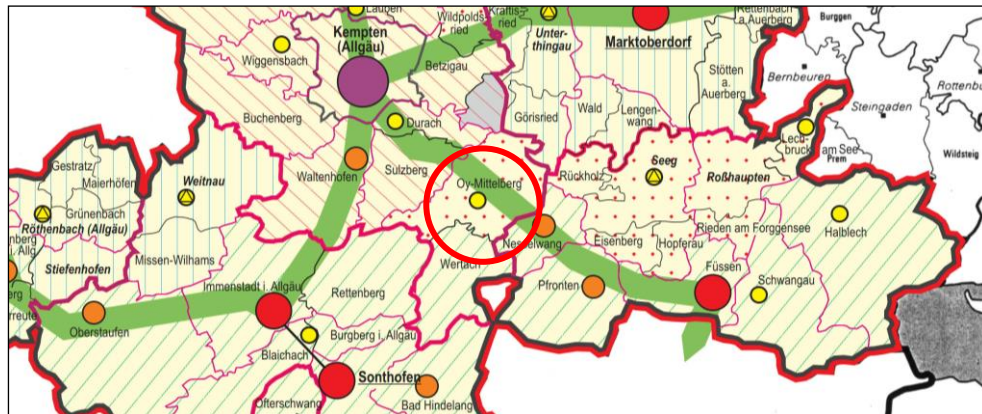 Lauben
Wildpolds-
ried
Kraftis-
ried
Rettenbach
a. Auerberg
Burggen
Kempten
(Allgäu)
Unter-
thingau
Marktoberdorf
Wiggensbach
Betzigau
Stötten
a.
Auerberg
Bernbeuren
Rottenbu
Buchenberg
Durach
Görisried
Wald
Lengen-
wang
Steingaden
Lech-
bruck
am See
Prem
Wildsteig
Gestratz
Maierhöfen
Weitnau
Waltenhofen
Sulzberg
Oy-Mittelberg
Rückholz
Seeg
Roßhaupten
Grünenbach
Röthenbach (Allgäu)
Stiefenhofen
Missen-Wilhams
Wertach
Nesselwang
Eisenberg
Hopferau
Rieden am Forggensee
Halblech
Immenstadt i. Allgäu
Rettenberg
Pfronten
Füssen
Schwangau
Oberstaufen
Burgberg i. Allgäu
Blaichach
Sonthofen
Ofterschwang
Bad Hindelang